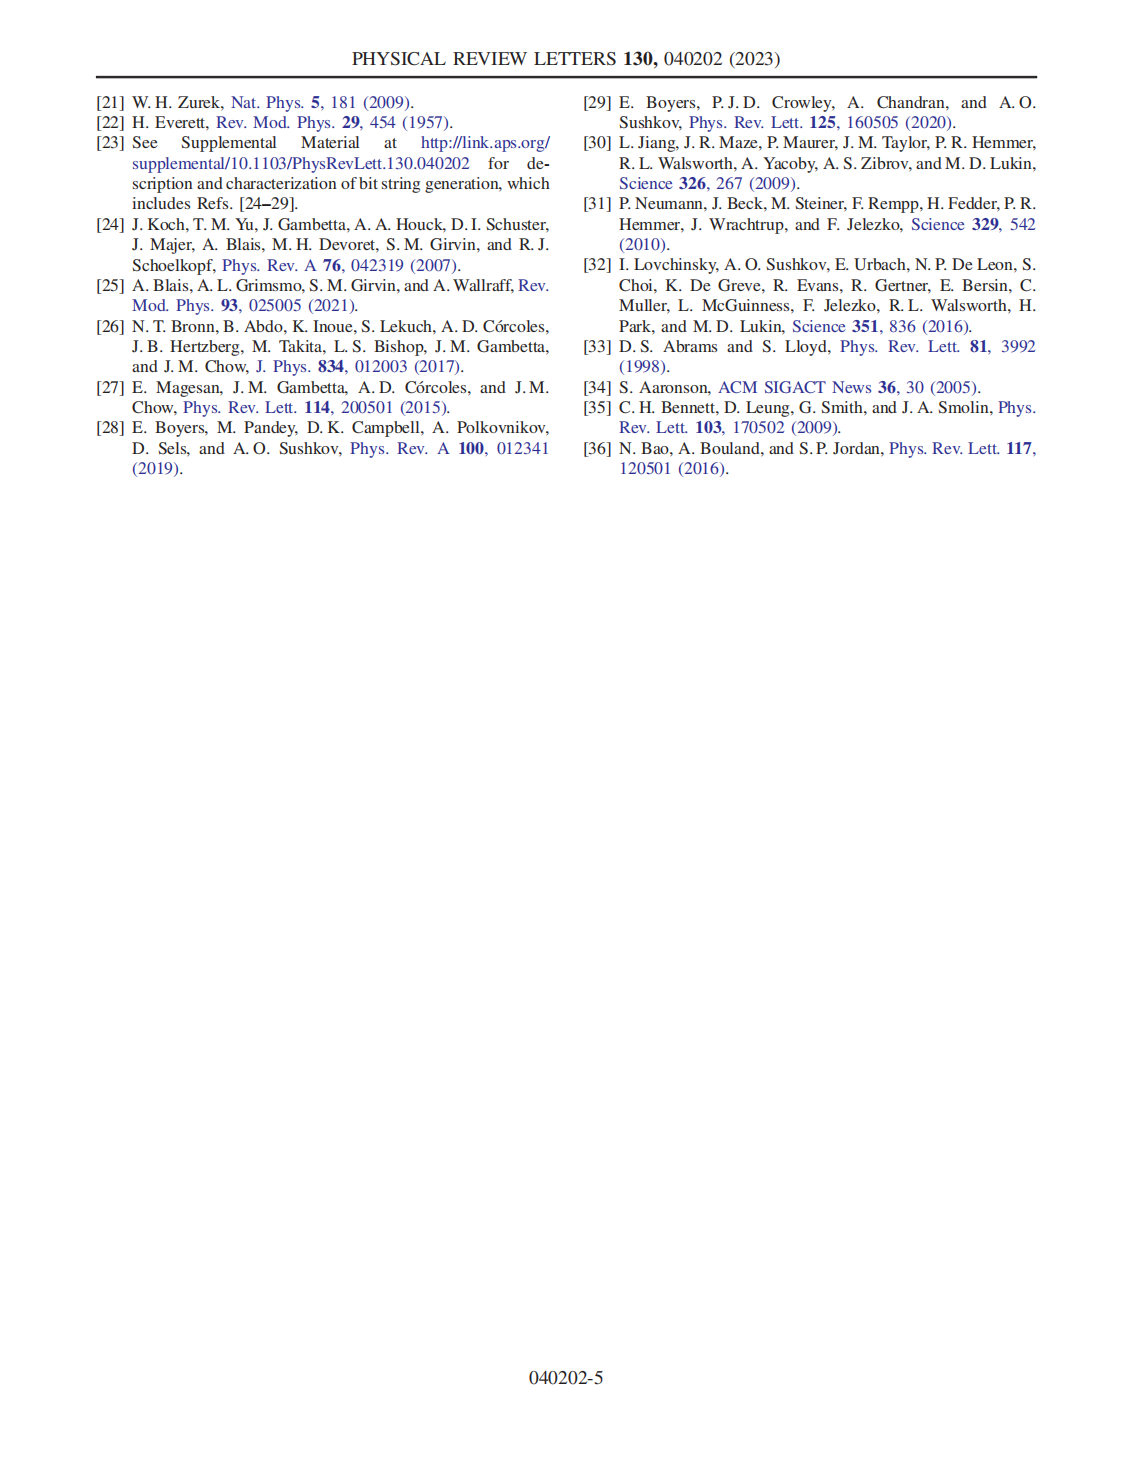 PHYSICAL REVIEW LETTERS 130, 040202 (2023)
[21] W. H. Zurek, Nat. Phys. 5, 181 (2009).
[22] H. Everett, Rev. Mod. Phys. 29, 454 (1957).
[23] See Supplemental Material at http://link.aps.org/
supplemental/10.1103/PhysRevLett.130.040202 for de-
scription and characterization of bit string generation, which
includes Refs. [24–29].
[24] J. Koch, T. M. Yu, J. Gambetta, A. A. Houck, D. I. Schuster,
J. Majer, A. Blais, M. H. Devoret, S. M. Girvin, and R. J.
Schoelkopf, Phys. Rev. A 76, 042319 (2007).
[25] A. Blais, A. L. Grimsmo, S. M. Girvin, and A. Wallraff, Rev.
Mod. Phys. 93, 025005 (2021).
[26] N. T. Bronn, B. Abdo, K. Inoue, S. Lekuch, A. D. Córcoles,
J. B. Hertzberg, M. Takita, L. S. Bishop, J. M. Gambetta,
and J. M. Chow, J. Phys. 834, 012003 (2017).
[27] E. Magesan, J. M. Gambetta, A. D. Córcoles, and J. M.
Chow, Phys. Rev. Lett. 114, 200501 (2015).
[28] E. Boyers, M. Pandey, D. K. Campbell, A. Polkovnikov,
D. Sels, and A. O. Sushkov, Phys. Rev. A 100, 012341
(2019).
[29] E. Boyers, P. J. D. Crowley, A. Chandran, and A. O.
Sushkov, Phys. Rev. Lett. 125, 160505 (2020).
[30] L. Jiang, J. R. Maze, P. Maurer, J. M. Taylor, P. R. Hemmer,
R. L. Walsworth, A. Yacoby, A. S. Zibrov, and M. D. Lukin,
Science 326, 267 (2009).
[31] P. Neumann, J. Beck, M. Steiner, F. Rempp, H. Fedder, P. R.
Hemmer, J. Wrachtrup, and F. Jelezko, Science 329, 542
(2010).
[32] I. Lovchinsky, A. O. Sushkov, E. Urbach, N. P. De Leon, S.
Choi, K. De Greve, R. Evans, R. Gertner, E. Bersin, C.
Muller, L. McGuinness, F. Jelezko, R. L. Walsworth, H.
Park, and M. D. Lukin, Science 351, 836 (2016).
[33] D. S. Abrams and S. Lloyd, Phys. Rev. Lett. 81, 3992
(1998).
[34] S. Aaronson, ACM SIGACT News 36, 30 (2005).
[35] C. H. Bennett, D. Leung, G. Smith, and J. A. Smolin, Phys.
Rev. Lett. 103, 170502 (2009).
[36] N. Bao, A. Bouland, and S. P. Jordan, Phys. Rev. Lett. 117,
120501 (2016).
040202-5